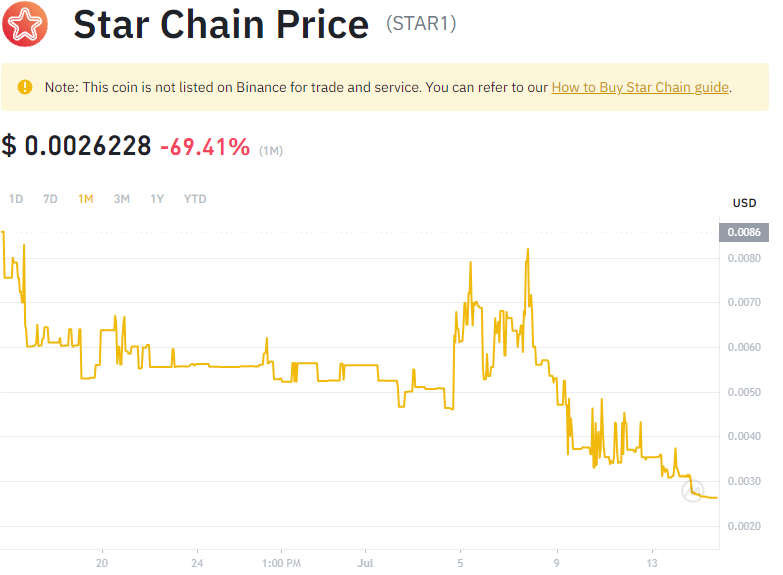 Star Chain Price (STAR1)
Note: This coin is not listed on Binance for trade and service. You can refer to our How to Buy Star Chain guide.
$ 0.0026228 -69.41% (1M)
1D 7D 1M 3M 1Y YTD
USD
0.0086
0.0080
0.0070
0.0060
0.0050
0.0040
0.0030
0.0020
20 24 1:00 PM Jul 5 9 13